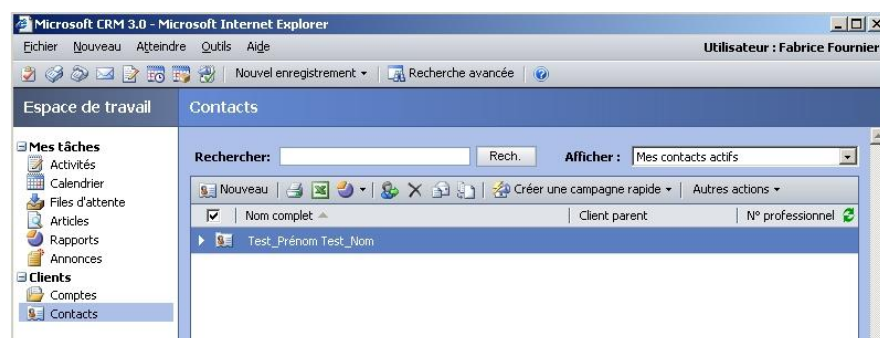 Microsoft CRM 3.0 - Microsoft Internet Explorer
Fichier Nouveau Atteindre Outils Aide Utilisateur : Fabrice Fournier
Nouvel enregistrement Recherche avancée
Espace de travail Contacts
Mes tâches
Activités
Calendrier
Files d'attente
Articles
Rapports
Annonces
Clients
Comptes
Contacts
Rechercher: Rech. Afficher : Mes contacts actifs
Nouveau Créer une campagne rapide Autres actions
Nom complet Client parent N° professionnel
Test_Prénom Test_Nom